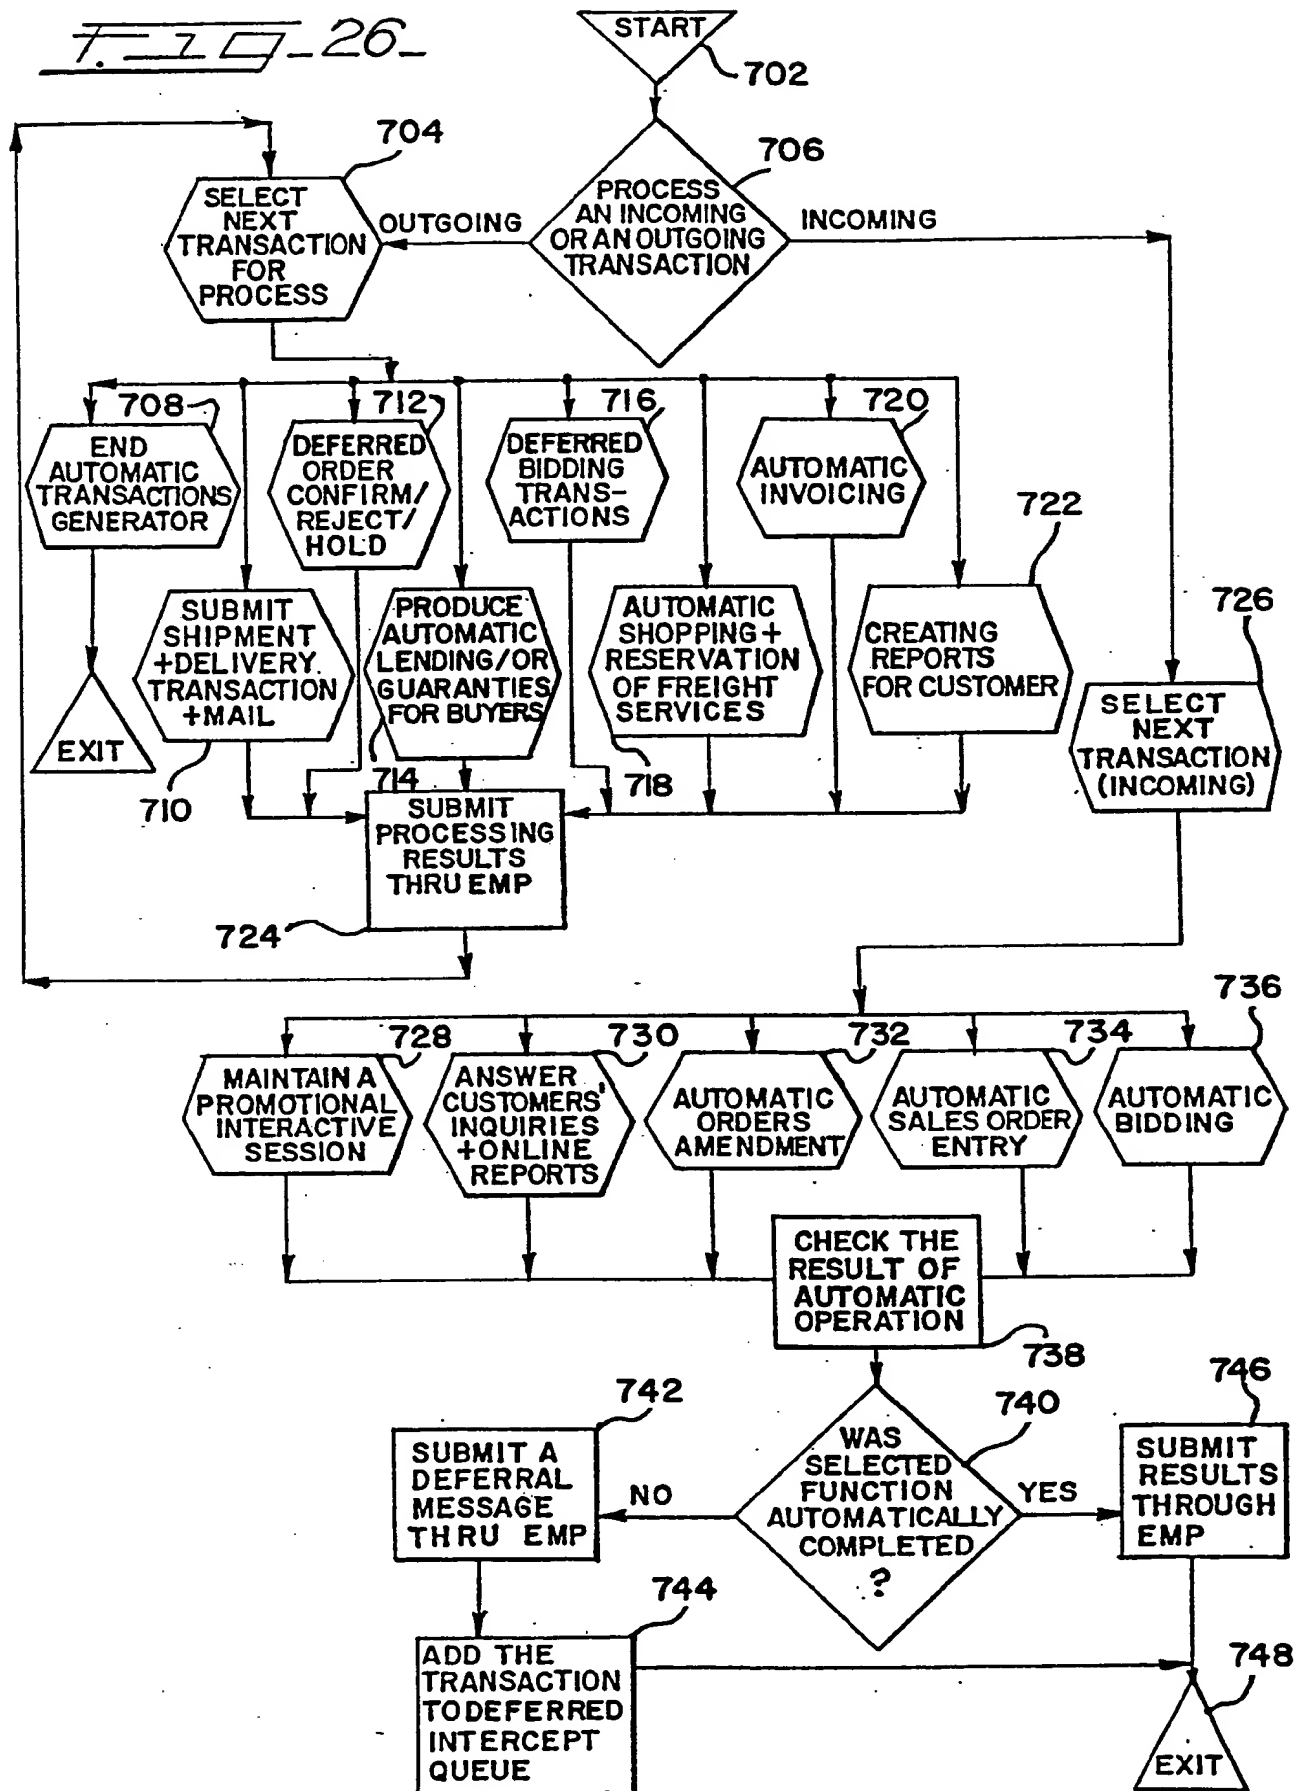 Fig-26-
START
702
704
706
SELECT
NEXT
TRANSACTION
FOR
PROCESS
OUTGOING
PROCESS
AN INCOMING
OR AN OUTGOING
TRANSACTION
INCOMING
708
712
716
720
END
AUTOMATIC
TRANSACTIONS
GENERATOR
DEFERRED
ORDER
CONFIRM/
REJECT/
HOLD
DEFERRED
BIDDING
TRANS-
ACTIONS
AUTOMATIC
INVOICING
722
726
SUBMIT
SHIPMENT
+DELIVERY.
TRANSACTION
+MAIL
PRODUCE
AUTOMATIC
LENDING/OR
GUARANTIES
FOR BUYERS
AUTOMATIC
SHOPPING+
RESERVATION
OF FREIGHT
SERVICES
CREATING
REPORTS
FOR CUSTOMER
SELECT
NEXT
TRANSACTION
(INCOMING)
EXIT
710
714
718
SUBMIT
PROCESSING
RESULTS
THRU EMP
724
728
730
732
734
736
MAINTAIN A
PROMOTIONAL
INTERACTIVE
SESSION
ANSWER
CUSTOMERS'
INQUIRIES
+ONLINE
REPORTS
AUTOMATIC
ORDERS
AMENDMENT
AUTOMATIC
SALES ORDER
ENTRY
AUTOMATIC
BIDDING
CHECK THE
RESULT OF
AUTOMATIC
OPERATION
738
742
740
746
SUBMIT A
DEFERRAL
MESSAGE
THRU EMP
NO
WAS
SELECTED
FUNCTION
AUTOMATICALLY
COMPLETED
?
YES
SUBMIT
RESULTS
THROUGH
EMP
744
748
ADD THE
TRANSACTION
TO DEFERRED
INTERCEPT
QUEUE
EXIT